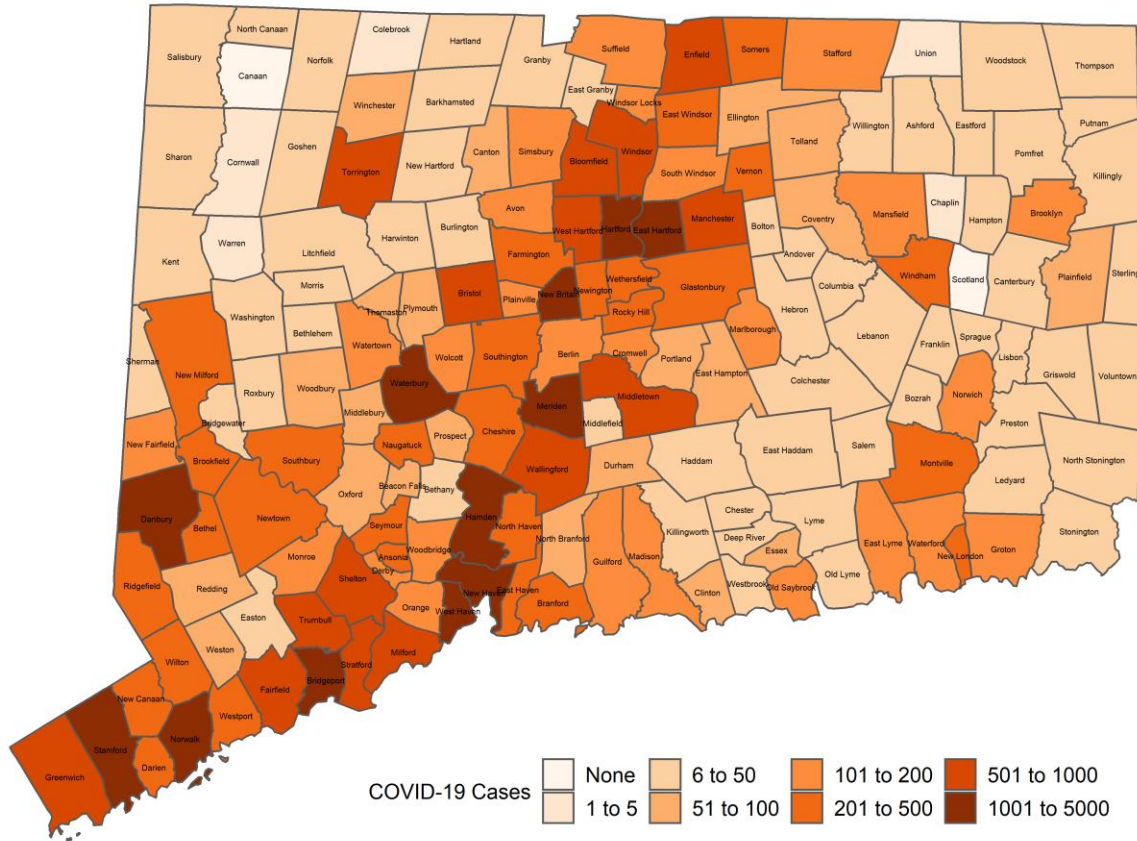 North Canaan
Colebrook
Hartland
Salisbury
Canaan
Norfolk
Granby
Suffield
Enfield
Somers
Stafford
Union
Woodstock
Thompson
East Granby
Windsor Locks
Winchester
Barkhamsted
East Windsor
Ellington
Willington
Ashford
Eastford
Putnam
Sharon
Cornwall
Goshen
Torrington
New Hartford
Canton
Simsbury
Bloomfield
Windsor
South Windsor
Vernon
Tolland
Pomfret
Killingly
Kent
Warren
Litchfield
Harwinton
Burlington
Avon
West Hartford
Hartford
East Hartford
Manchester
Bolton
Coventry
Mansfield
Chaplin
Hampton
Brooklyn
Andover
Farmington
Morris
Washington
Bethlehem
Thomaston
Plymouth
Bristol
Plainville
New Britain
Newington
Wethersfield
Rocky Hill
Glastonbury
Hebron
Columbia
Windham
Scotland
Canterbury
Plainfield
Sterling
Sherman
New Milford
Roxbury
Woodbury
Watertown
Wolcott
Southington
Berlin
Cromwell
Portland
Marlborough
East Hampton
Lebanon
Franklin
Sprague
Lisbon
Griswold
Voluntown
Bridgewater
Middlebury
Waterbury
Meriden
Middletown
Middlefield
Colchester
Bozrah
Norwich
Preston
New Fairfield
Brookfield
Southbury
Naugatuck
Prospect
Cheshire
Wallingford
Durham
Haddam
East Haddam
Salem
Montville
Ledyard
North Stonington
Danbury
Bethel
Newtown
Oxford
Beacon Falls
Bethany
Hamden
North Haven
North Branford
Guilford
Madison
Killingworth
Chester
Deep River
Essex
Lyme
East Lyme
Waterford
New London
Groton
Stonington
Ridgefield
Redding
Monroe
Seymour
Ansonia
Derby
Woodbridge
New Haven
East Haven
Branford
Clinton
Westbrook
Old Saybrook
Old Lyme
Easton
Shelton
Orange
West Haven
Wilton
Weston
Trumbull
Stratford
Milford
New Canaan
Westport
Fairfield
Bridgeport
Greenwich
Stamford
Darien
Norwalk
COVID-19 Cases
None
1 to 5
6 to 50
51 to 100
101 to 200
201 to 500
501 to 1000
1001 to 5000